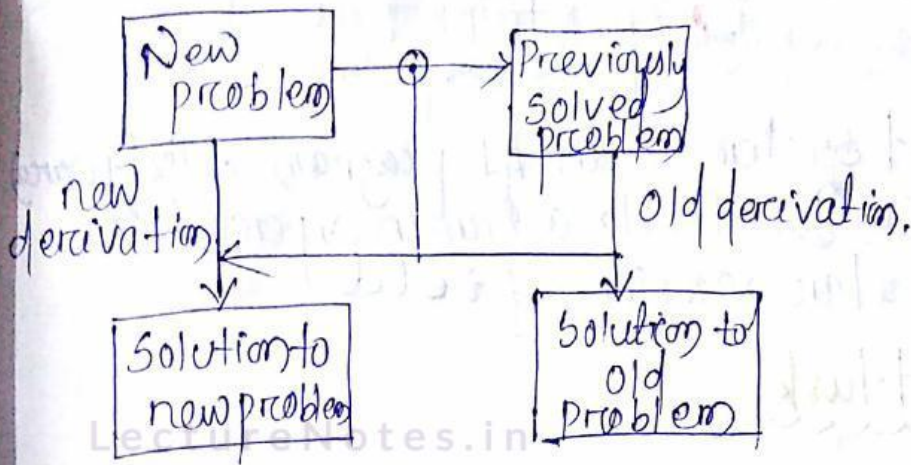 New
problem
Previously
solved
problem
new
derivation
Old derivation.
Solution to
new problem
Solution to
Old
problem
LectureNotes.in